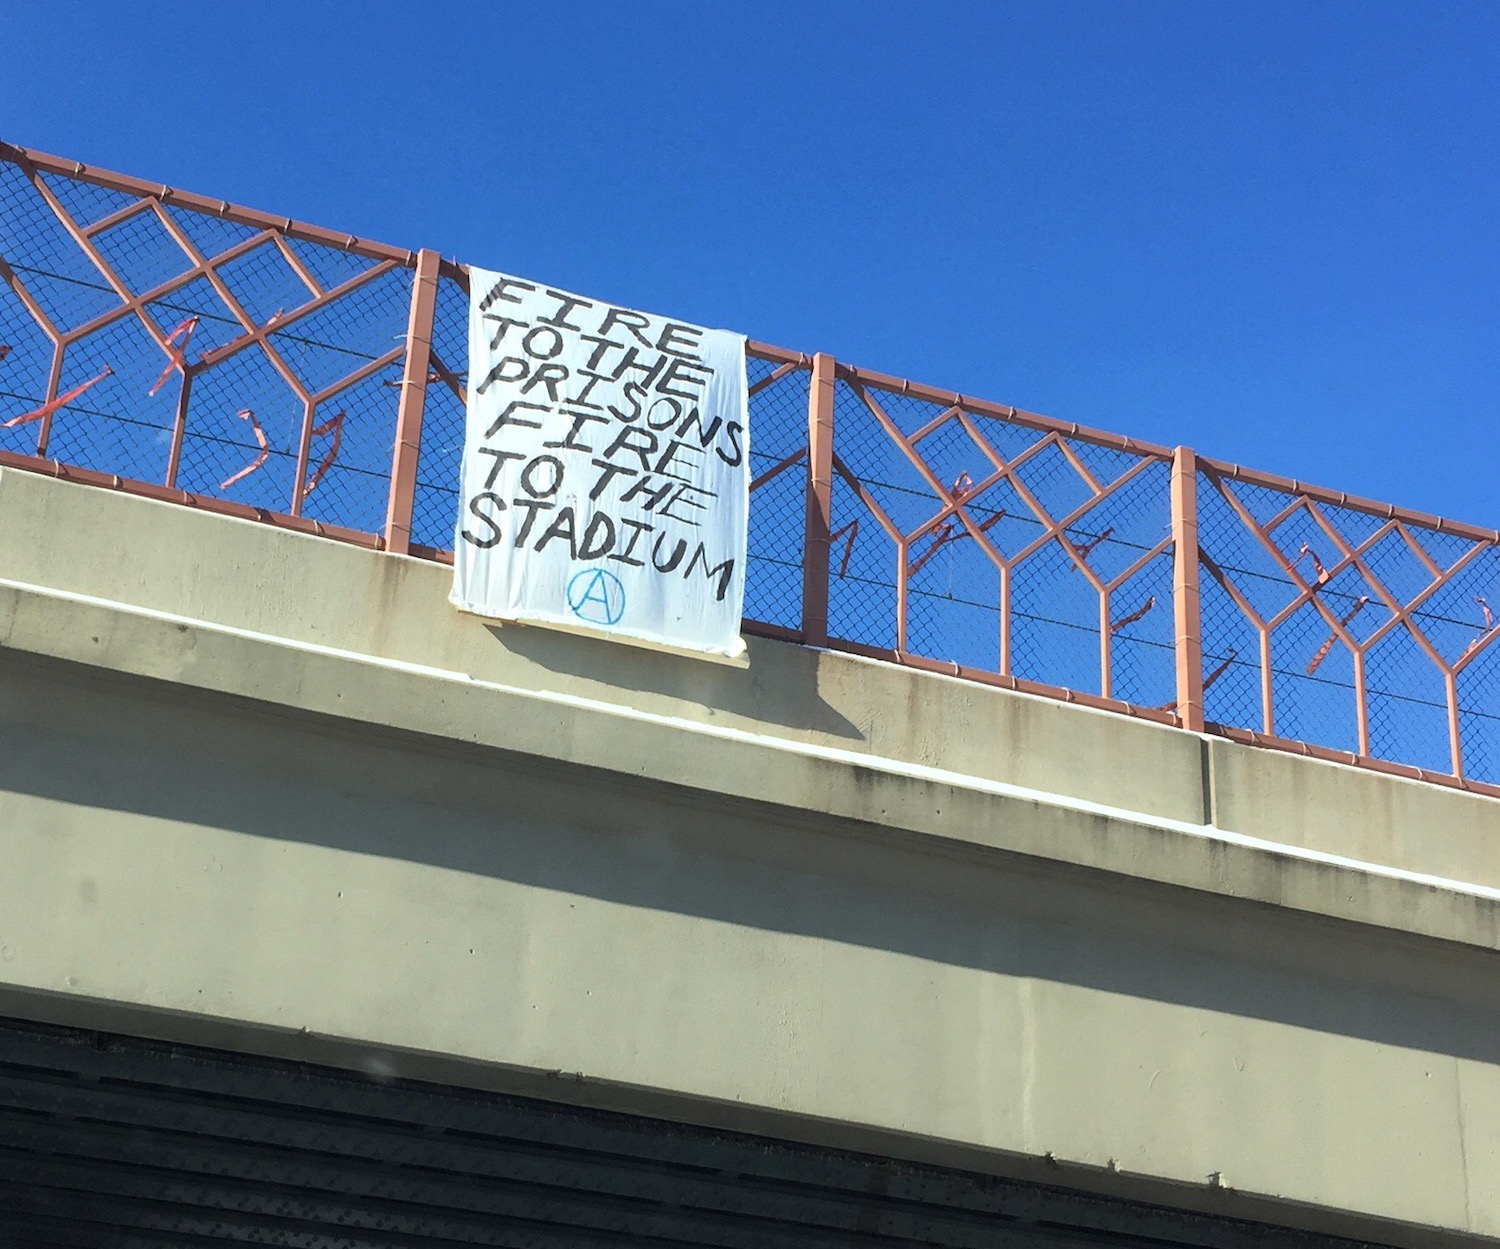 FIRE
TO THE
PRISONS
FIRE
TO THE
STADIUM
A